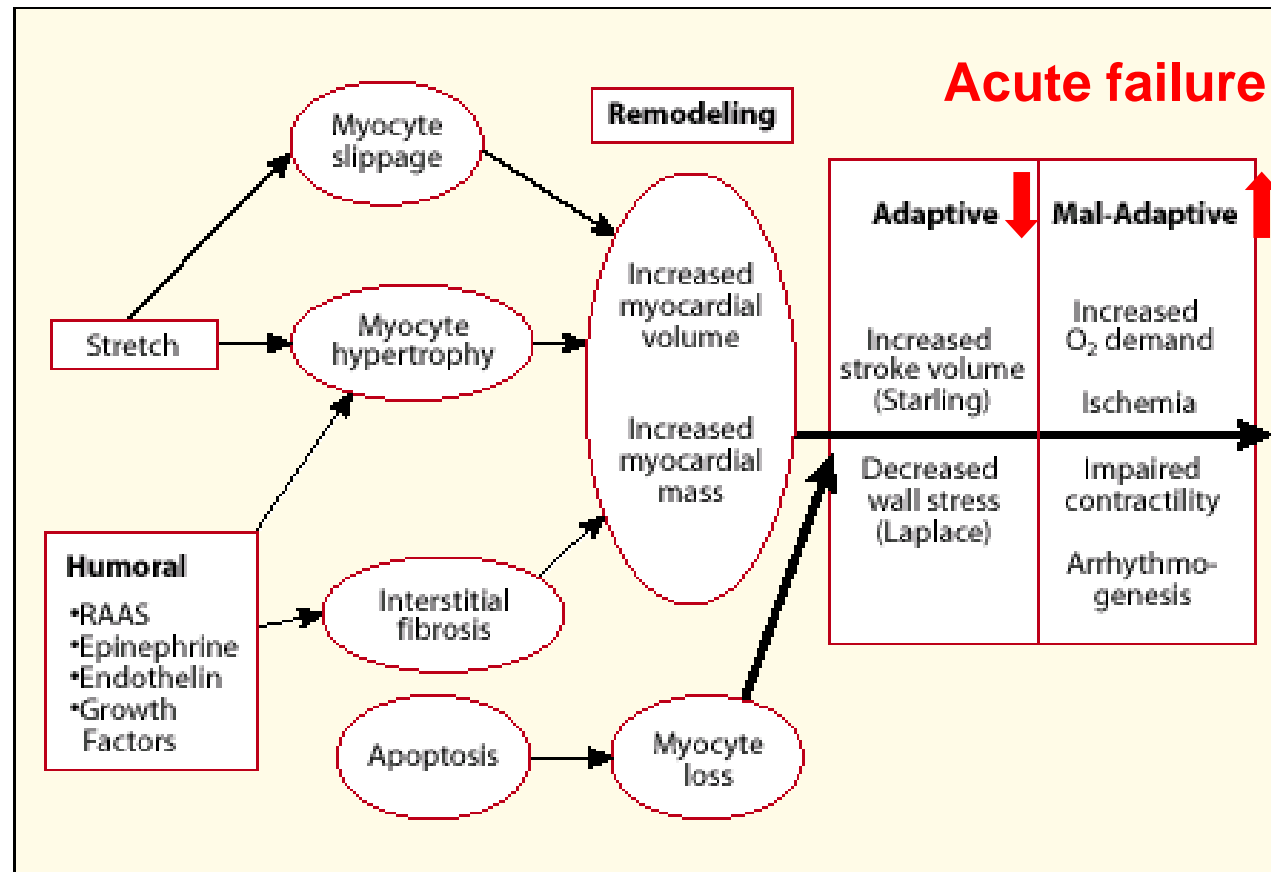 Acute failure
Remodeling
Myocyte
slippage
Adaptive
Mal-Adaptive
Stretch
Myocyte
hypertrophy
Increased
myocardial
volume
Increased
myocardial
mass
Increased
stroke volume
(Starling)
Decreased
wall stress
(Laplace)
Increased
O₂ demand
Ischemia
Impaired
contractility
Arrhythmo-
genesis
Humoral
•RAAS
•Epinephrine
•Endothelin
•Growth
Factors
Interstitial
fibrosis
Apoptosis
Myocyte
loss